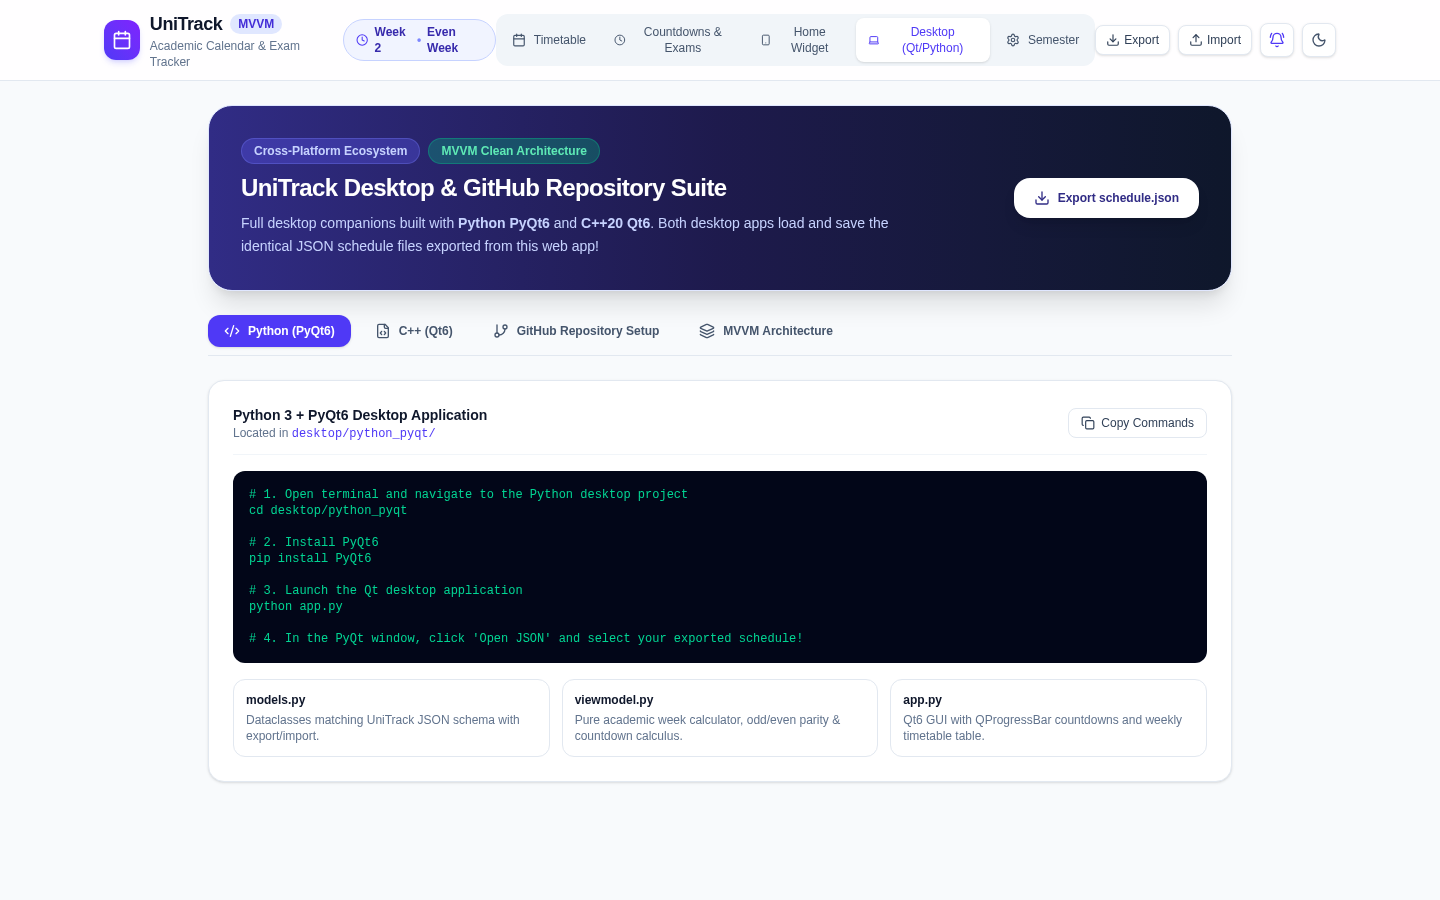 UniTrack MVVM
Academic Calendar & Exam
Tracker
Week
2
•
Even
Week
Timetable
Countdowns &
Exams
Home
Widget
Desktop
(Qt/Python)
Semester
Export
Import
Cross-Platform Ecosystem
MVVM Clean Architecture
UniTrack Desktop & GitHub Repository Suite
Full desktop companions built with Python PyQt6 and C++20 Qt6. Both desktop apps load and save the
identical JSON schedule files exported from this web app!
Export schedule.json
Python (PyQt6)
C++ (Qt6)
GitHub Repository Setup
MVVM Architecture
Python 3 + PyQt6 Desktop Application
Located in desktop/python_pyqt/
Copy Commands
# 1. Open terminal and navigate to the Python desktop project
cd desktop/python_pyqt
# 2. Install PyQt6
pip install PyQt6
# 3. Launch the Qt desktop application
python app.py
# 4. In the PyQt window, click 'Open JSON' and select your exported schedule!
models.py
Dataclasses matching UniTrack JSON schema with
export/import.
viewmodel.py
Pure academic week calculator, odd/even parity &
countdown calculus.
app.py
Qt6 GUI with QProgressBar countdowns and weekly
timetable table.